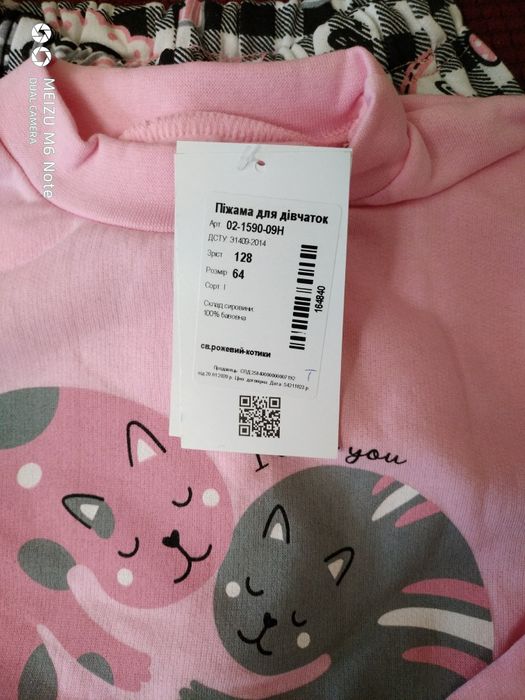 MEIZU M6 Note
DUAL CAMERA
Піжама для дівчаток
Арт. 02-1590-09Н
ДСТУ Э1409-2014
Зріст 128
Розмір 64
Сорт I
Склад сировини:
100% бавовна
164840
св.рожевий-котики
Т
I
you